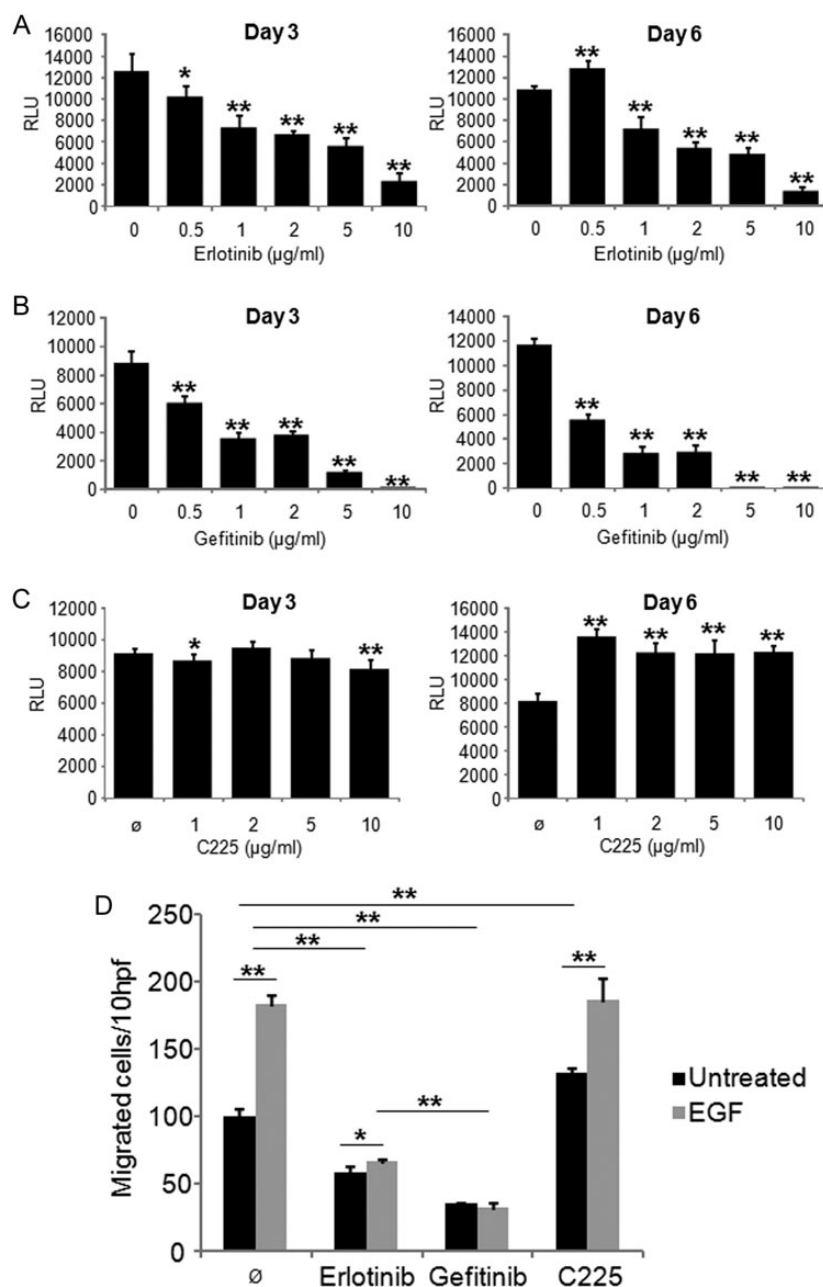 A
Day 3
RLU
16000
14000
12000
10000
8000
6000
4000
2000
0
*
**
**
**
**
0 0.5 1 2 5 10
Erlotinib (µg/ml)
Day 6
RLU
16000
14000
12000
10000
8000
6000
4000
2000
0
**
**
**
**
**
0 0.5 1 2 5 10
Erlotinib (µg/ml)
B
Day 3
RLU
12000
10000
8000
6000
4000
2000
0
**
**
**
**
**
0 0.5 1 2 5 10
Gefitinib (µg/ml)
Day 6
RLU
14000
12000
10000
8000
6000
4000
2000
0
**
**
**
** **
0 0.5 1 2 5 10
Gefitinib (µg/ml)
C
Day 3
RLU
12000
10000
8000
6000
4000
2000
0
* **
ø 1 2 5 10
C225 (µg/ml)
Day 6
RLU
16000
14000
12000
10000
8000
6000
4000
2000
0
** ** ** **
ø 1 2 5 10
C225 (µg/ml)
D
Migrated cells/10hpf
250
200
150
100
50
0
**
**
**
** **
**
*
ø Erlotinib Gefitinib C225
Untreated
EGF